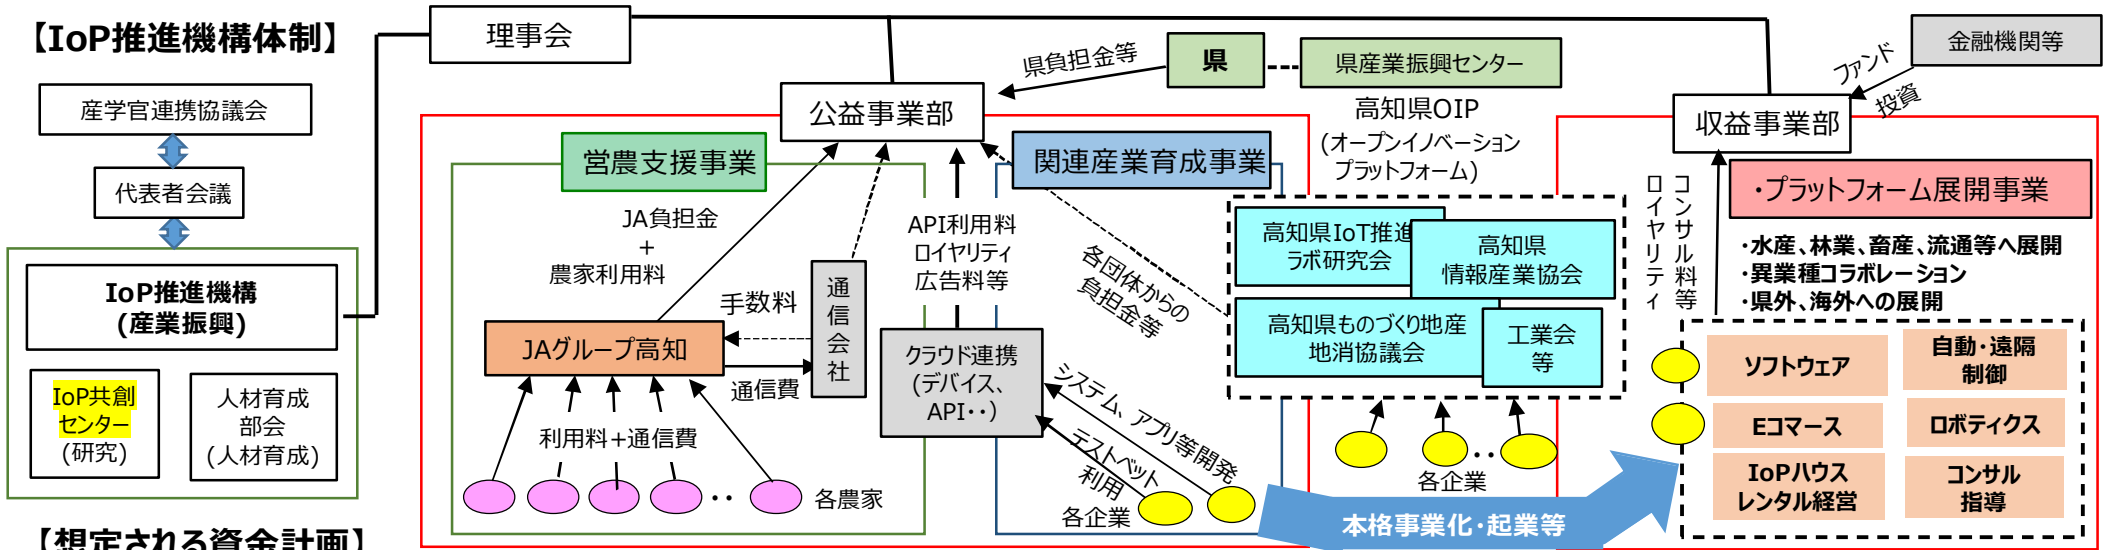 【IoP推進機構体制】
理事会
産学官連携協議会
代表者会議
IoP推進機構
(産業振興)
IoP共創
センター
(研究)
人材育成
部会
(人材育成)
県負担金等
県
県産業振興センター
金融機関等
ファンド
投資
公益事業部
高知県OIP
(オープンイノベーション
プラットフォーム)
収益事業部
営農支援事業
関連産業育成事業
・プラットフォーム展開事業
JA負担金
+
農家利用料
API利用料
ロイヤリティ
広告料等
各団体からの
負担金等
手数料
通信会社
JAグループ高知
通信費
クラウド連携
(デバイス、
API・・)
利用料+通信費
・・
各農家
システム、アプリ等開発
テストベット
利用
各企業
高知県IoT推進
ラボ研究会
高知県
情報産業協会
高知県ものづくり地産
地消協議会
工業会
等
・・
各企業
コンサル料等
ロイヤリティ
・水産、林業、畜産、流通等へ展開
・異業種コラボレーション
・県外、海外への展開
ソフトウェア
自動・遠隔
制御
Eコマース
ロボティクス
IoPハウス
レンタル経営
コンサル
指導
本格事業化・起業等
【想定される資金計画】